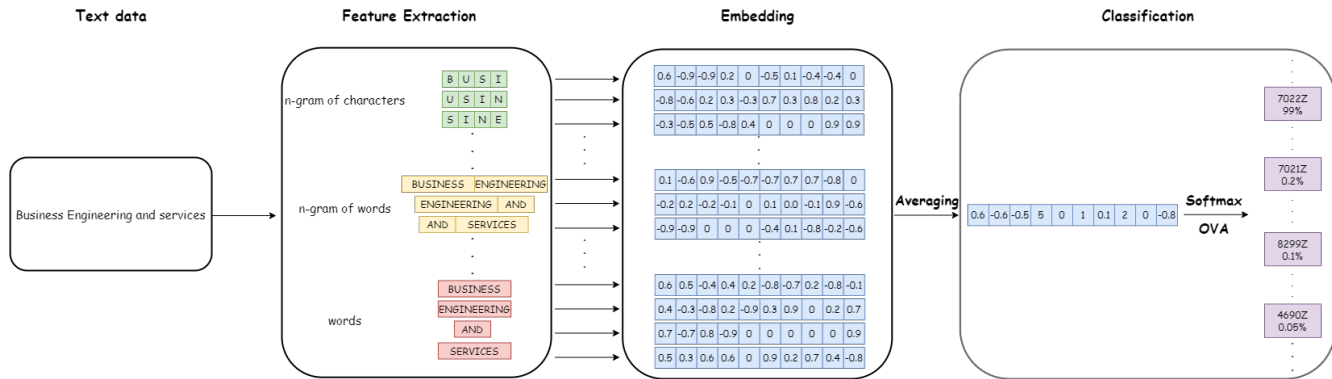 Text data
Feature Extraction
Embedding
Classification
Business Engineering and services
n-gram of characters
B U S I
U S I N
S I N E
n-gram of words
BUSINESS ENGINEERING
ENGINEERING AND
AND SERVICES
words
BUSINESS
ENGINEERING
AND
SERVICES
0.6 -0.9 -0.9 0.2 0 -0.5 0.1 -0.4 -0.4 0
-0.8 -0.6 0.2 0.3 -0.3 0.7 0.3 0.8 0.2 0.3
-0.3 -0.5 0.5 -0.8 0.4 0 0 0 0.9 0.9
0.1 -0.6 0.9 -0.5 -0.7 -0.7 0.7 0.7 -0.8 0
-0.2 0.2 -0.2 -0.1 0 0.1 0.0 -0.1 0.9 -0.6
-0.9 -0.9 0 0 0 -0.4 0.1 -0.8 -0.2 -0.6
0.6 0.5 -0.4 0.4 0.2 -0.8 -0.7 0.2 -0.8 -0.1
0.4 -0.3 -0.8 0.2 -0.9 0.3 0.9 0 0.2 0.7
0.7 -0.7 0.8 -0.9 0 0 0 0 0 0.9
0.5 0.3 0.6 0.6 0 0.9 0.2 0.7 0.4 -0.8
Averaging
0.6 -0.6 -0.5 5 0 1 0.1 2 0 -0.8
Softmax
OVA
7022Z
99%
7021Z
0.2%
8299Z
0.1%
4690Z
0.05%